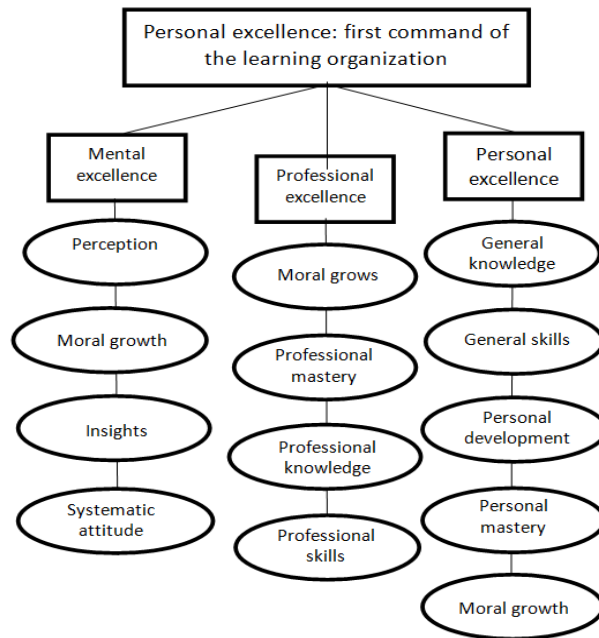 Personal excellence: first command of
the learning organization
Mental
excellence
Perception
Moral growth
Insights
Systematic
attitude
Professional
excellence
Moral grows
Professional
mastery
Professional
knowledge
Professional
skills
Personal
excellence
General
knowledge
General skills
Personal
development
Personal
mastery
Moral growth